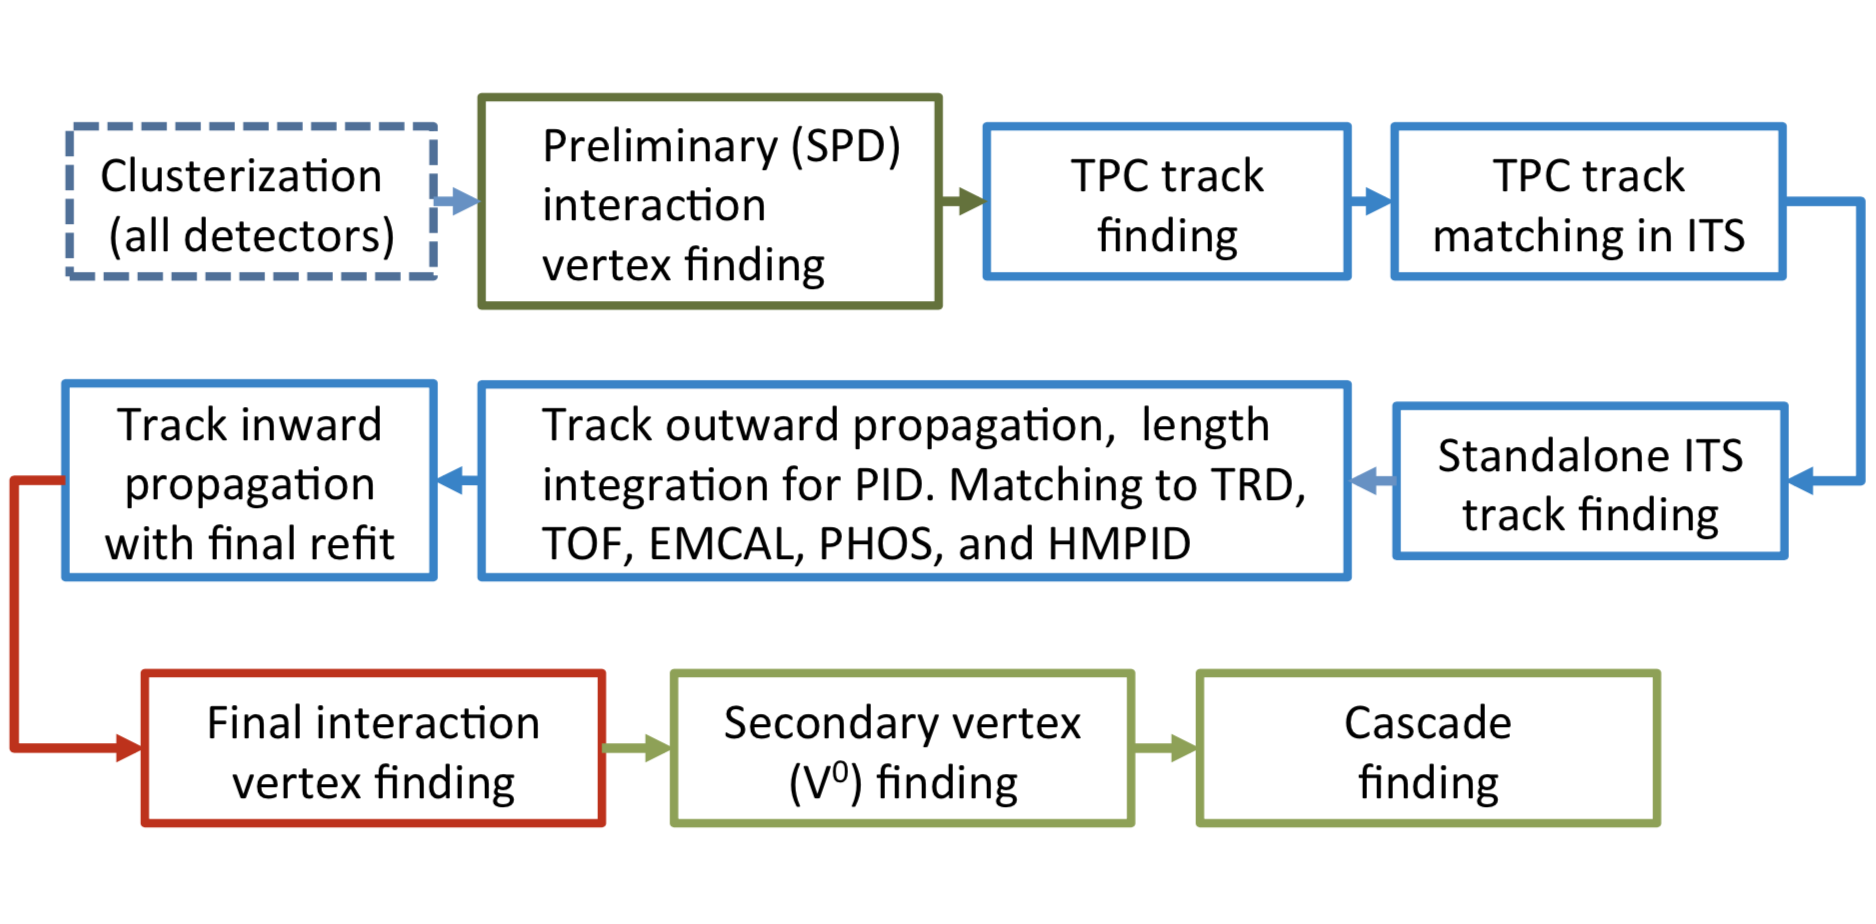 Clusterization
(all detectors)
Preliminary (SPD)
interaction
vertex finding
TPC track
finding
TPC track
matching in ITS
Standalone ITS
track finding
Track outward propagation, length
integration for PID. Matching to TRD,
TOF, EMCAL, PHOS, and HMPID
Track inward
propagation
with final refit
Final interaction
vertex finding
Secondary vertex
(V⁰) finding
Cascade
finding